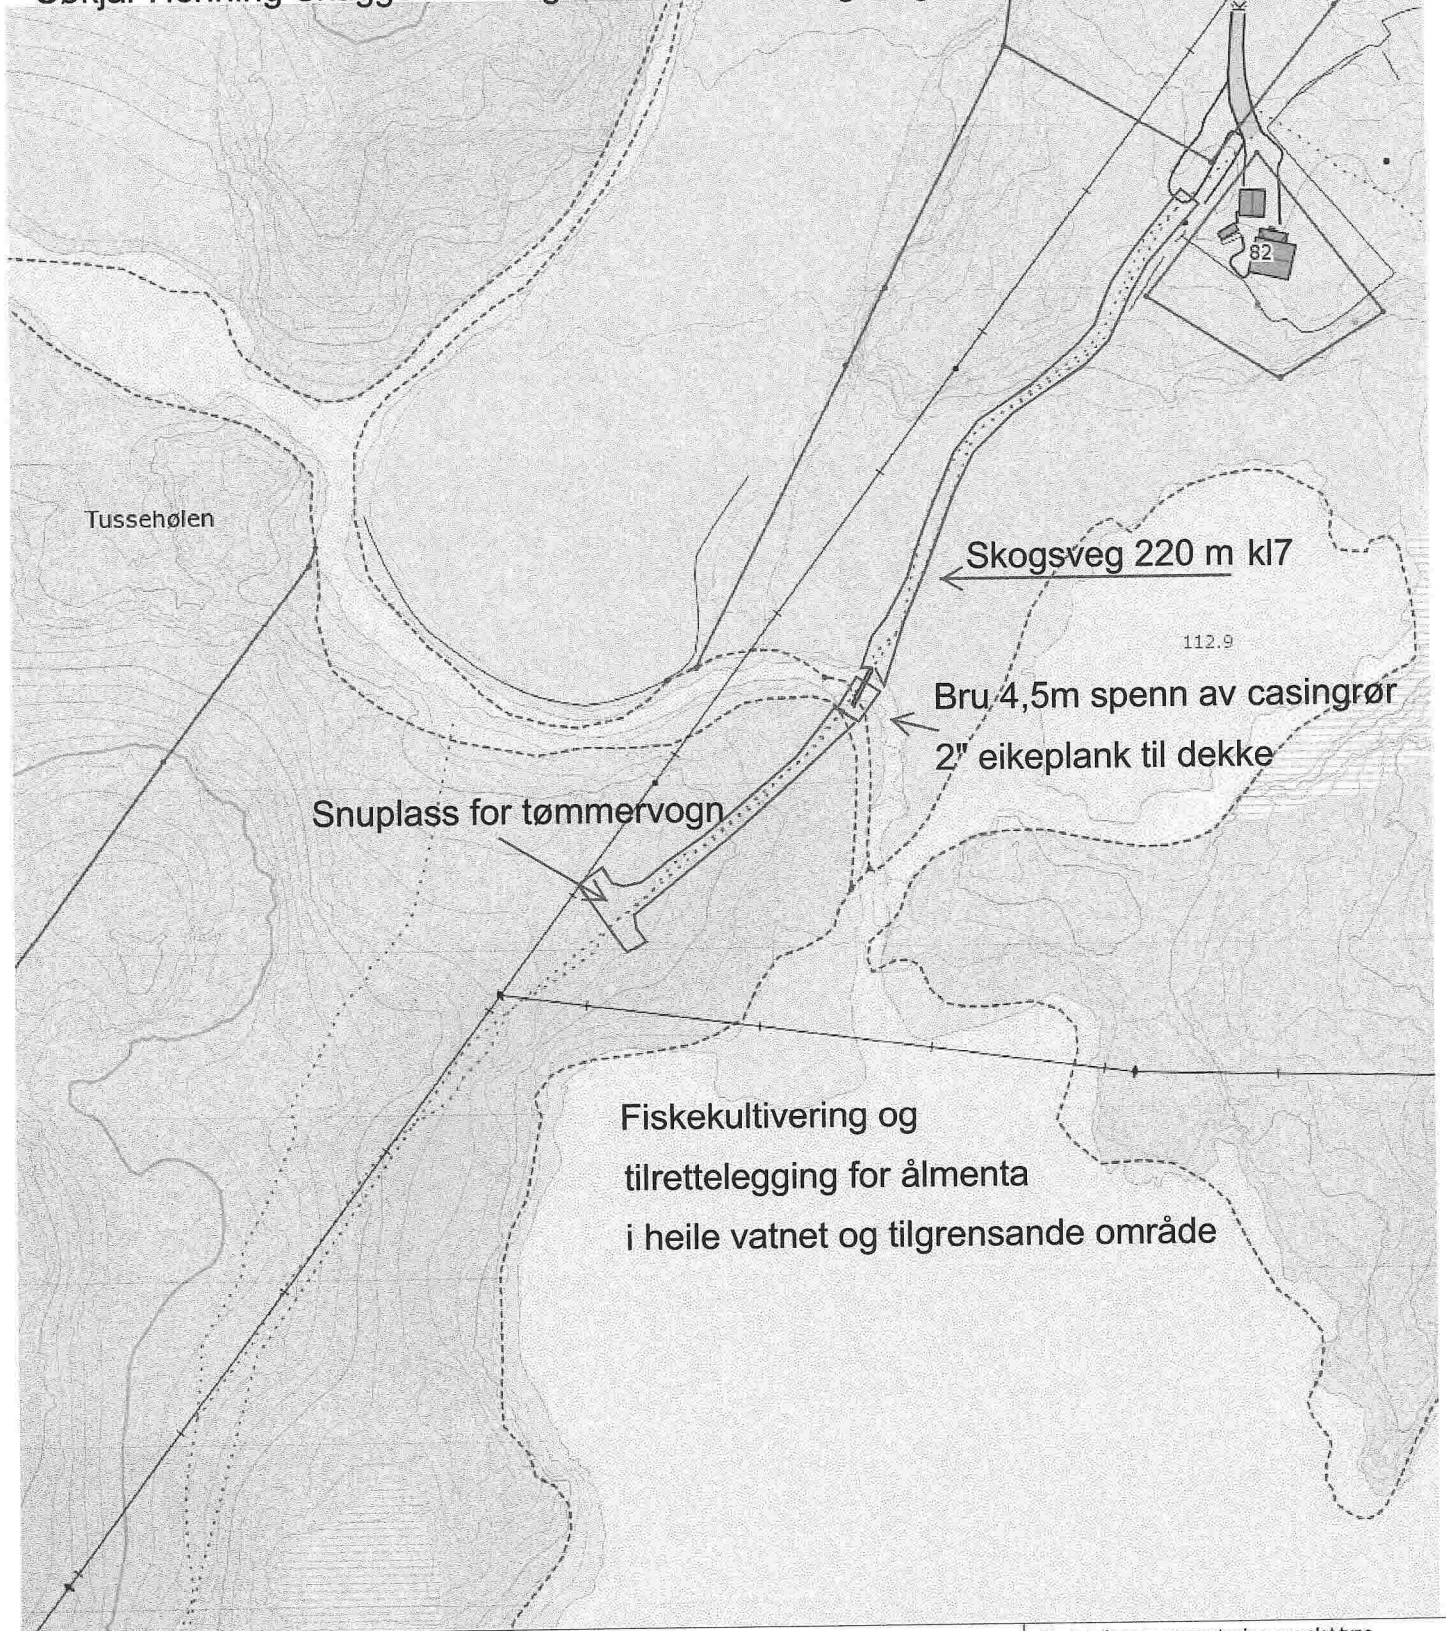 82
Tussehølen
Skogsveg 220 m kl7
112.9
Bru 4,5m spenn av casingrør
2" eikeplank til dekke
Snuplass for tømmervogn
Fiskekultivering og
tilrettelegging for ålmenta
i heile vatnet og tilgrensande område